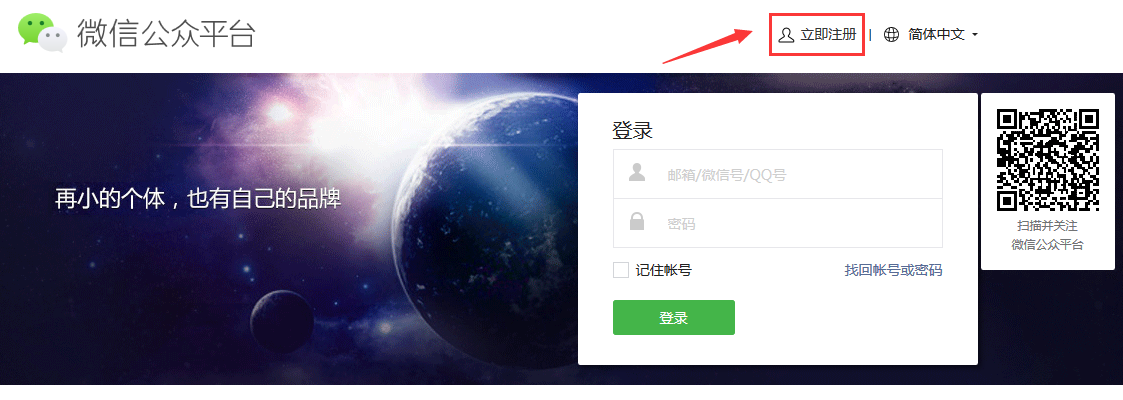 微信公众平台
立即注册 | 简体中文
再小的个体，也有自己的品牌
登录
邮箱/微信号/QQ号
密码
记住帐号 找回帐号或密码
登录
扫描并关注
微信公众平台